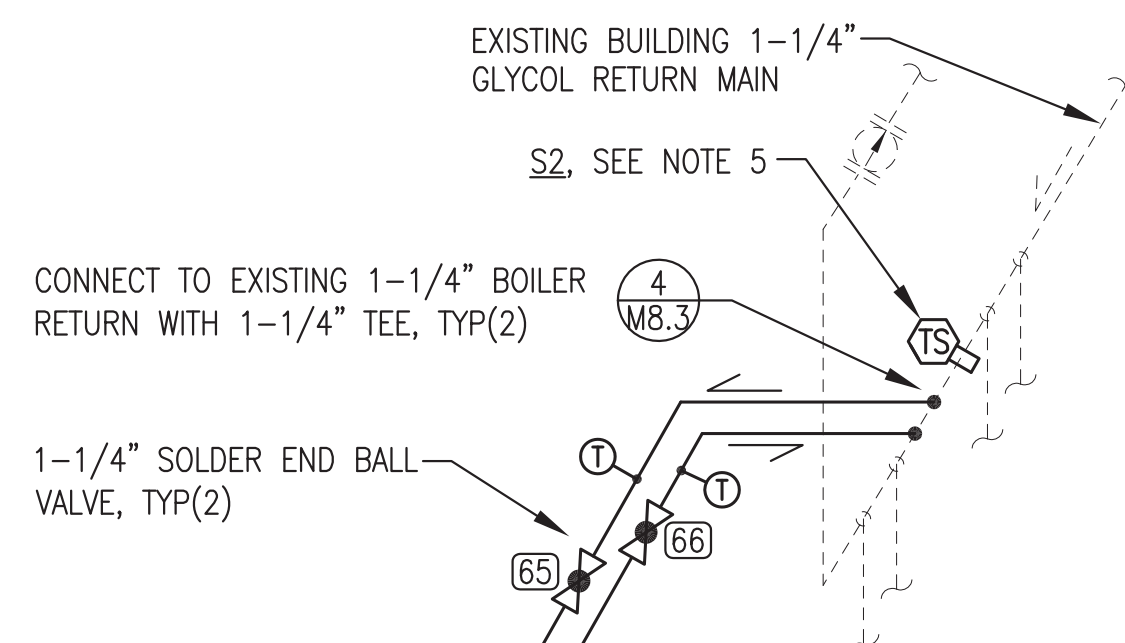 EXISTING BUILDING 1-1/4"
GLYCOL RETURN MAIN
S2, SEE NOTE 5
CONNECT TO EXISTING 1-1/4" BOILER
RETURN WITH 1-1/4" TEE, TYP(2)
4
M8.3
TS
1-1/4" SOLDER END BALL
VALVE, TYP(2)
T
T
66
65